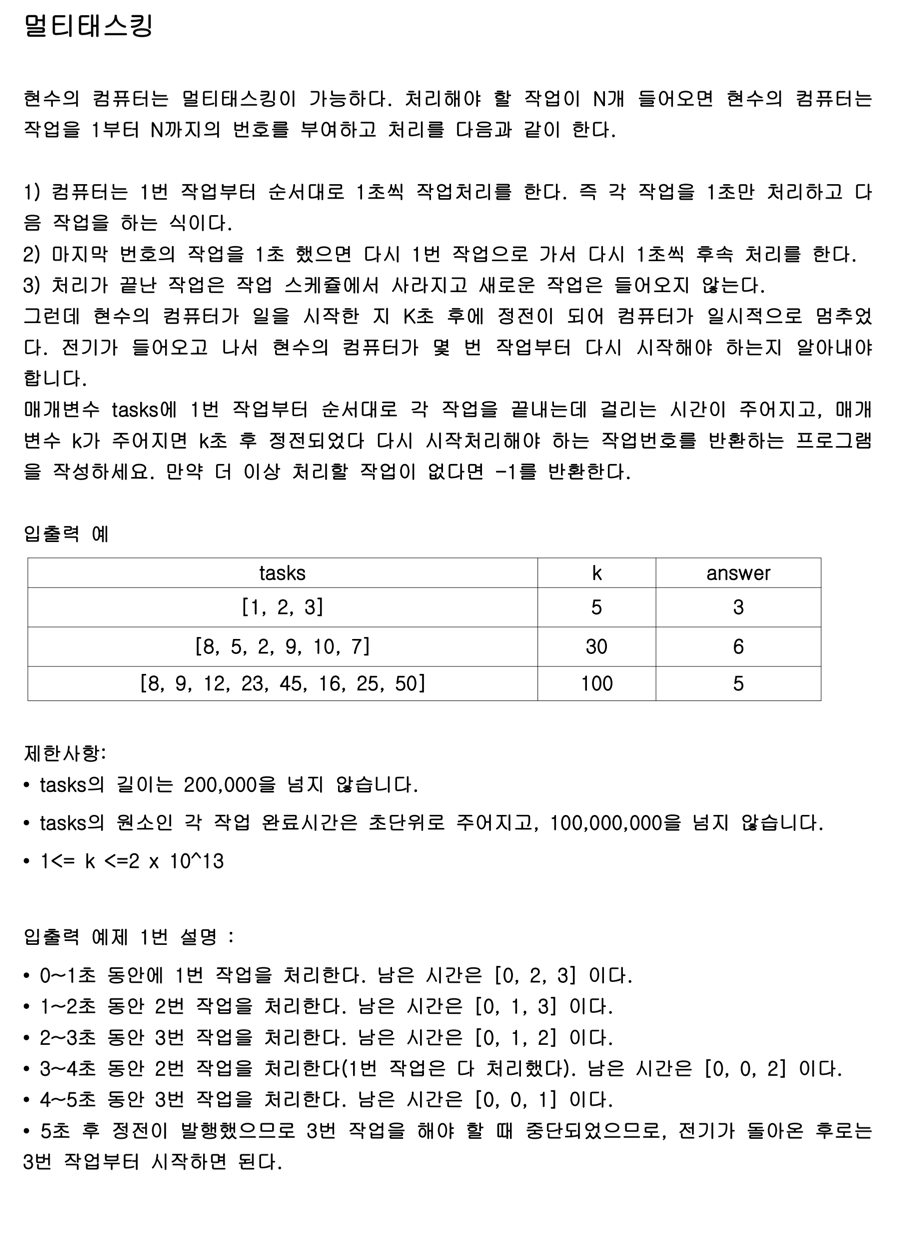 멀티태스킹
현수의 컴퓨터는 멀티태스킹이 가능하다. 처리해야 할 작업이 N개 들어오면 현수의 컴퓨터는
작업을 1부터 N까지의 번호를 부여하고 처리를 다음과 같이 한다.
1) 컴퓨터는 1번 작업부터 순서대로 1초씩 작업처리를 한다. 즉 각 작업을 1초만 처리하고 다
음 작업을 하는 식이다.
2) 마지막 번호의 작업을 1초 했으면 다시 1번 작업으로 가서 다시 1초씩 후속 처리를 한다.
3) 처리가 끝난 작업은 작업 스케쥴에서 사라지고 새로운 작업은 들어오지 않는다.
그런데 현수의 컴퓨터가 일을 시작한 지 K초 후에 정전이 되어 컴퓨터가 일시적으로 멈추었
다. 전기가 들어오고 나서 현수의 컴퓨터가 몇 번 작업부터 다시 시작해야 하는지 알아내야
합니다.
매개변수 tasks에 1번 작업부터 순서대로 각 작업을 끝내는데 걸리는 시간이 주어지고, 매개
변수 k가 주어지면 k초 후 정전되었다 다시 시작처리해야 하는 작업번호를 반환하는 프로그램
을 작성하세요. 만약 더 이상 처리할 작업이 없다면 -1를 반환한다.
입출력 예
tasks k answer
[1, 2, 3] 5 3
[8, 5, 2, 9, 10, 7] 30 6
[8, 9, 12, 23, 45, 16, 25, 50] 100 5
제한사항:
• tasks의 길이는 200,000을 넘지 않습니다.
• tasks의 원소인 각 작업 완료시간은 초단위로 주어지고, 100,000,000을 넘지 않습니다.
• 1<= k <=2 x 10^13
입출력 예제 1번 설명 :
• 0~1초 동안에 1번 작업을 처리한다. 남은 시간은 [0, 2, 3] 이다.
• 1~2초 동안 2번 작업을 처리한다. 남은 시간은 [0, 1, 3] 이다.
• 2~3초 동안 3번 작업을 처리한다. 남은 시간은 [0, 1, 2] 이다.
• 3~4초 동안 2번 작업을 처리한다(1번 작업은 다 처리했다). 남은 시간은 [0, 0, 2] 이다.
• 4~5초 동안 3번 작업을 처리한다. 남은 시간은 [0, 0, 1] 이다.
• 5초 후 정전이 발행했으므로 3번 작업을 해야 할 때 중단되었으므로, 전기가 돌아온 후로는
3번 작업부터 시작하면 된다.